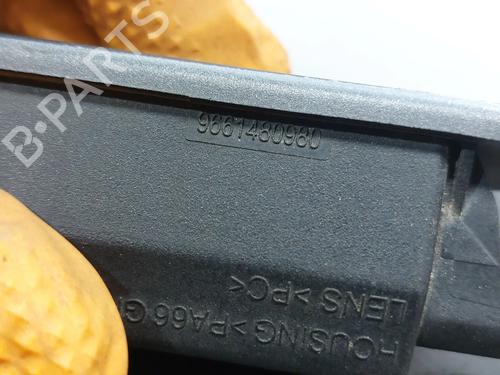 B-PARTS
9661480980
HOUSING >PA66 G
LENS >PC<